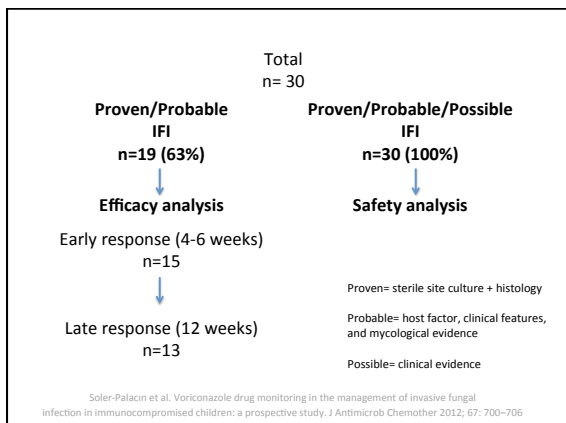 Total
n= 30
Proven/Probable
IFI
n=19 (63%)
Efficacy analysis
Early response (4-6 weeks)
n=15
Late response (12 weeks)
n=13
Proven/Probable/Possible
IFI
n=30 (100%)
Safety analysis
Proven= sterile site culture + histology
Probable= host factor, clinical features,
and mycological evidence
Possible= clinical evidence
Soler-Palacın et al. Voriconazole drug monitoring in the management of invasive fungal
infection in immunocompromised children: a prospective study. J Antimicrob Chemother 2012; 67: 700–706